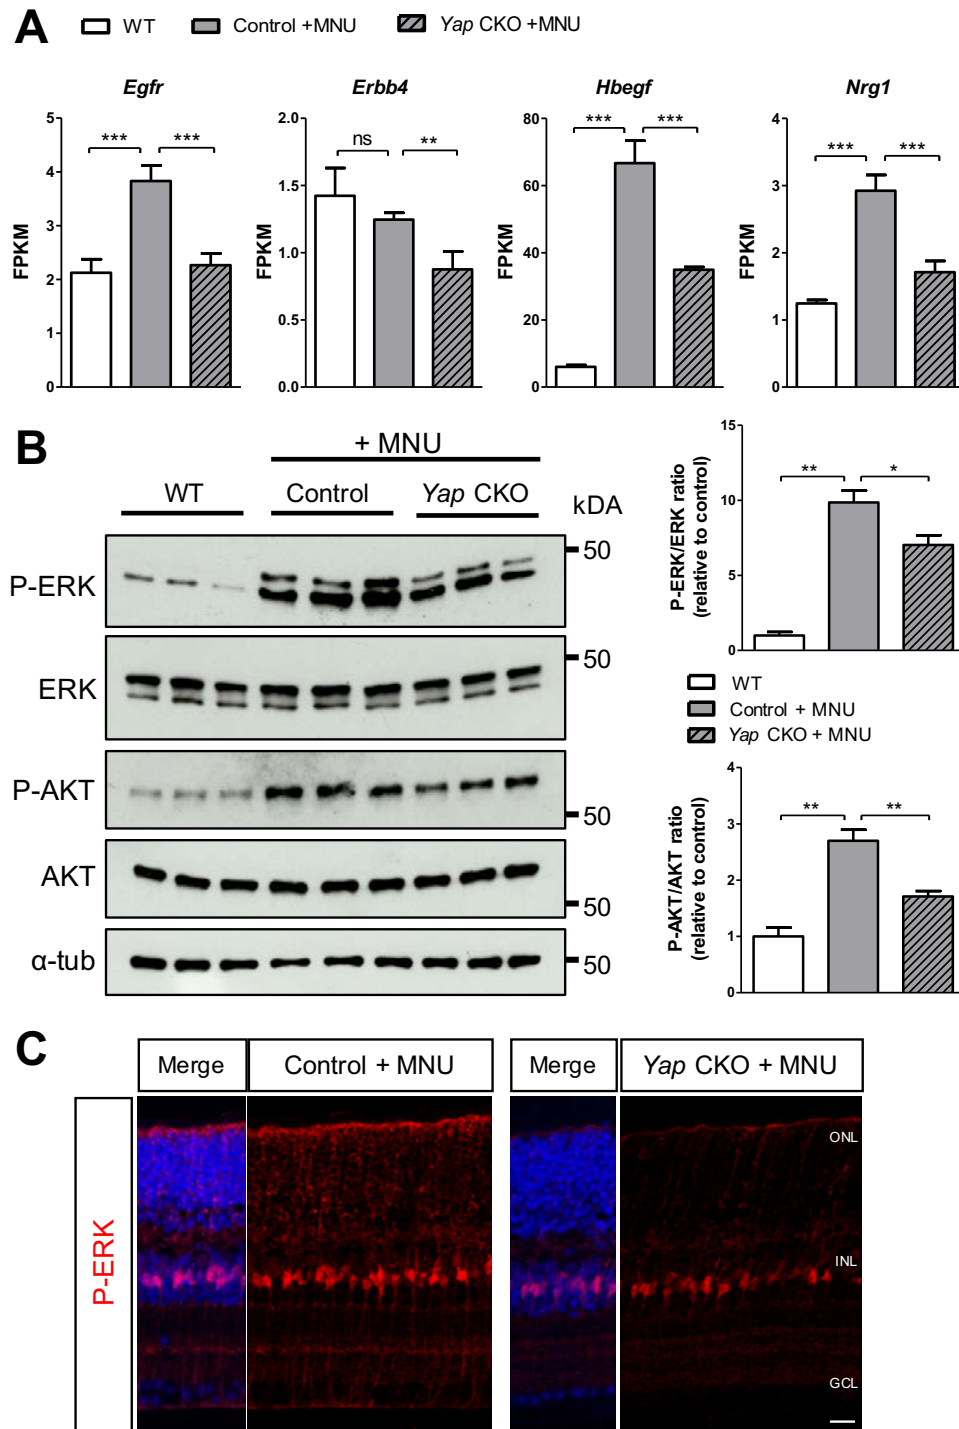 A
WT Control +MNU Yap CKO +MNU
Egfr Erbb4 Hbegf Nrg1
5 2.0 80 4
*** *** ns ** *** *** *** ***
4 1.5 60 3
3
FPKM FPKM FPKM FPKM
1.0 40 2
2
0.5 20 1
1
0 0.0 0 0
B
+ MNU
WT Control Yap CKO kDA
P-ERK 50
ERK 50
P-AKT 50
AKT 50
α-tub 50
15
** *
10
P-ERK/ERK ratio
(relative to control)
5
0
WT
Control + MNU
Yap CKO + MNU
4
** **
3
P-AKT/AKT ratio
(relative to control)
2
1
0
C
Merge Control + MNU Merge Yap CKO + MNU
P-ERK
ONL
INL
GCL